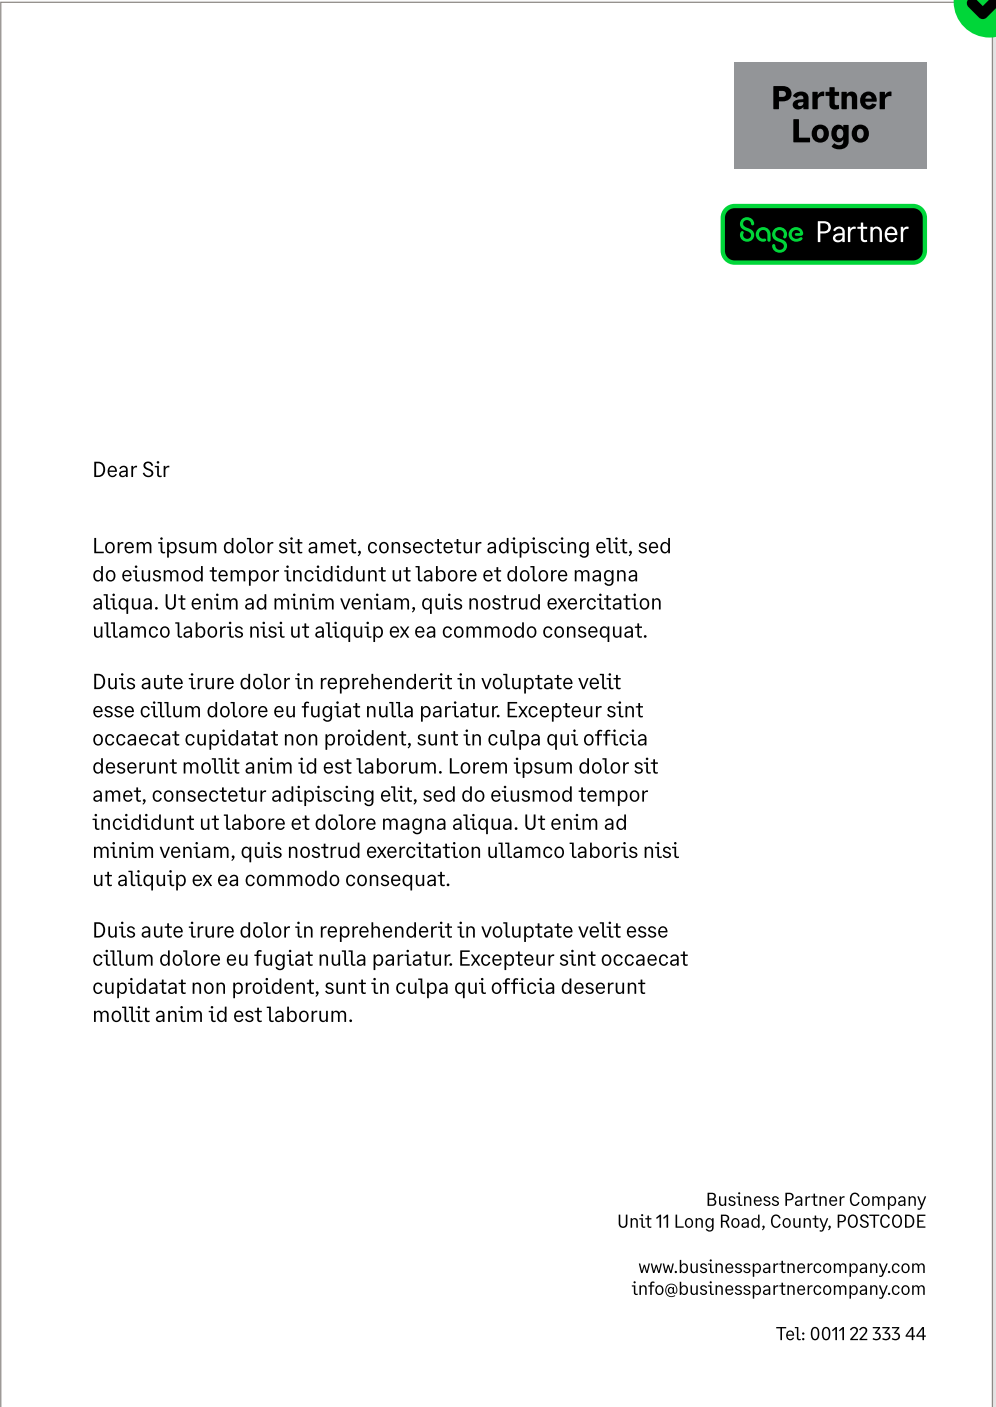 Partner
Logo
Sage Partner
Dear Sir
Lorem ipsum dolor sit amet, consectetur adipiscing elit, sed
do eiusmod tempor incididunt ut labore et dolore magna
aliqua. Ut enim ad minim veniam, quis nostrud exercitation
ullamco laboris nisi ut aliquip ex ea commodo consequat.
Duis aute irure dolor in reprehenderit in voluptate velit
esse cillum dolore eu fugiat nulla pariatur. Excepteur sint
occaecat cupidatat non proident, sunt in culpa qui officia
deserunt mollit anim id est laborum. Lorem ipsum dolor sit
amet, consectetur adipiscing elit, sed do eiusmod tempor
incididunt ut labore et dolore magna aliqua. Ut enim ad
minim veniam, quis nostrud exercitation ullamco laboris nisi
ut aliquip ex ea commodo consequat.
Duis aute irure dolor in reprehenderit in voluptate velit esse
cillum dolore eu fugiat nulla pariatur. Excepteur sint occaecat
cupidatat non proident, sunt in culpa qui officia deserunt
mollit anim id est laborum.
Business Partner Company
Unit 11 Long Road, County, POSTCODE
www.businesspartnercompany.com
info@businesspartnercompany.com
Tel: 0011 22 333 44